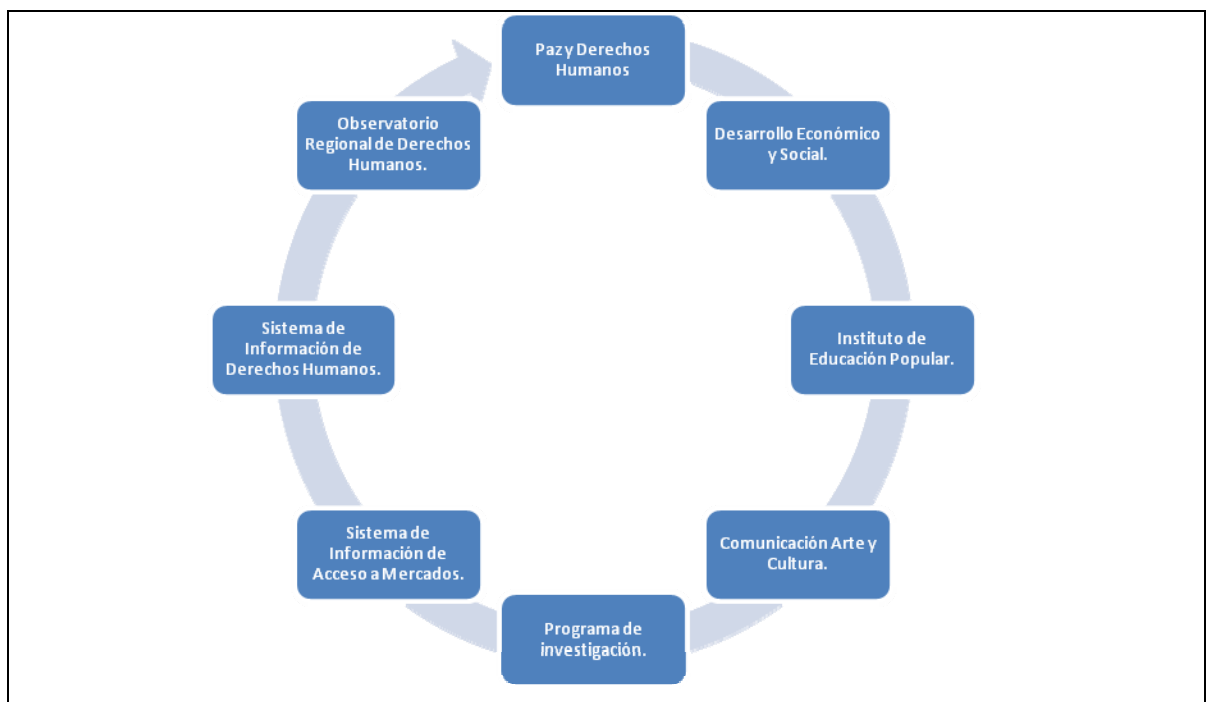 Paz y Derechos
Humanos
Desarrollo Económico
y Social.
Instituto de
Educación Popular.
Comunicación Arte y
Cultura.
Programa de
investigación.
Sistema de
Información de
Acceso a Mercados.
Sistema de
Información de
Derechos Humanos.
Observatorio
Regional de Derechos
Humanos.